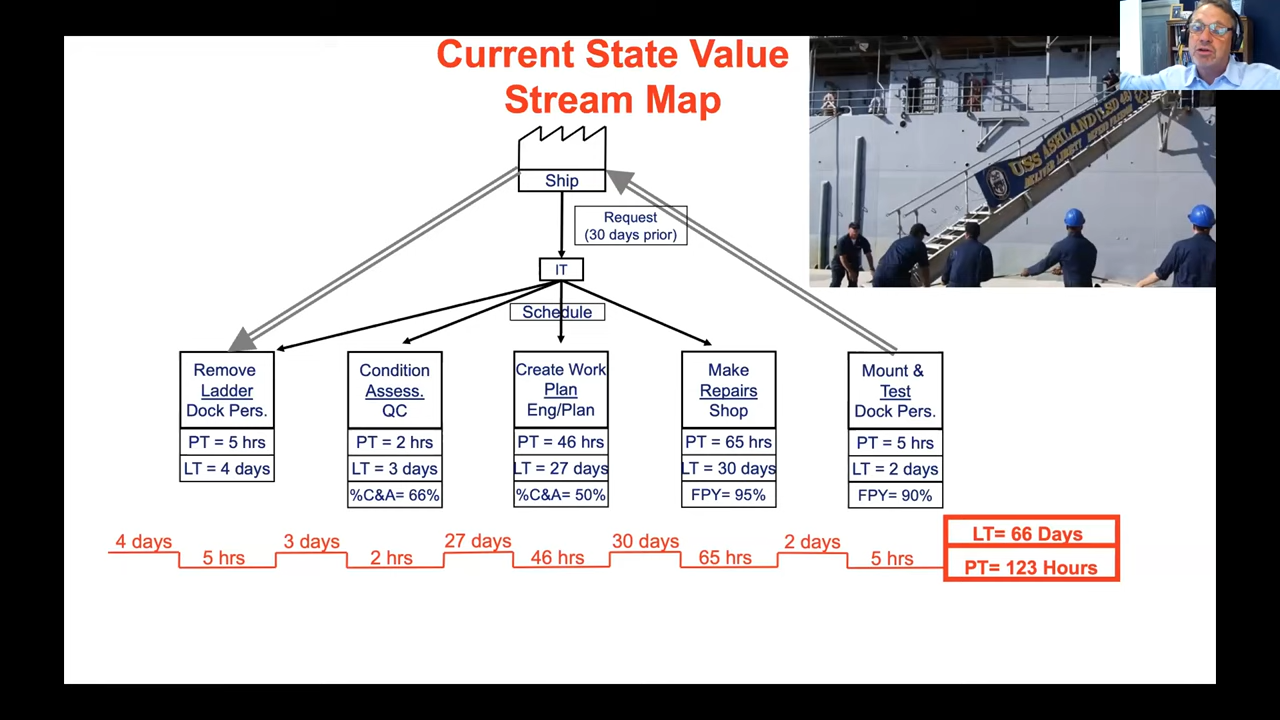 Current State Value
Stream Map
USS ASHLAND LSD 48
Ship
Request
(30 days prior)
IT
Schedule
Remove
Ladder
Dock Pers.
PT = 5 hrs
LT = 4 days
Condition
Assess.
QC
PT = 2 hrs
LT = 3 days
%C&A= 66%
Create Work
Plan
Eng/Plan
PT = 46 hrs
LT = 27 days
%C&A= 50%
Make
Repairs
Shop
PT = 65 hrs
LT = 30 days
FPY= 95%
Mount &
Test
Dock Pers.
PT = 5 hrs
LT = 2 days
FPY= 90%
4 days
5 hrs
3 days
2 hrs
27 days
46 hrs
30 days
65 hrs
2 days
5 hrs
LT= 66 Days
PT= 123 Hours